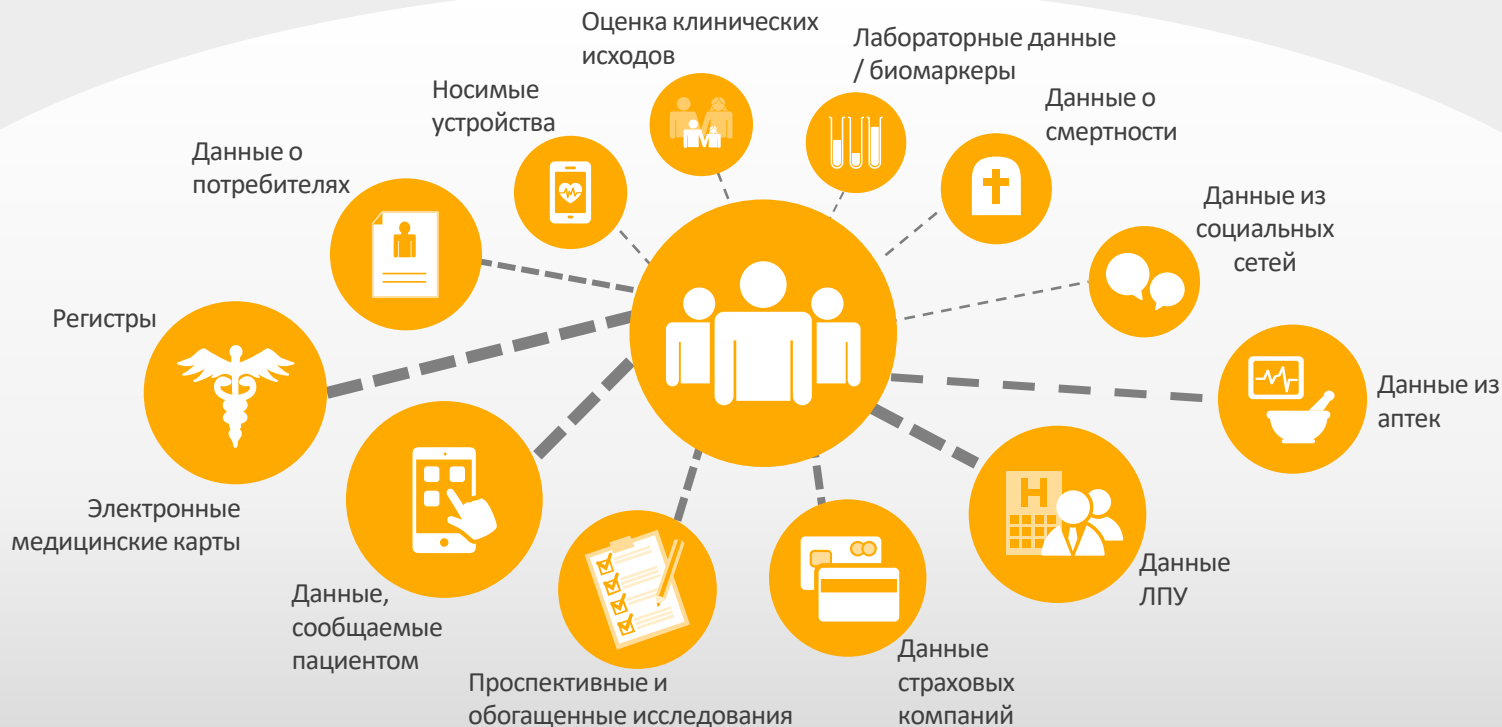 Оценка клинических
исходов
Лабораторные данные
/ биомаркеры
Носимые
устройства
Данные о
смертности
Данные о
потребителях
Данные из
социальных
сетей
Регистры
Данные из
аптек
Электронные
медицинские карты
H
Данные
ЛПУ
Данные,
сообщаемые
пациентом
Проспективные и
обогащенные исследования
Данные
страховых
компаний